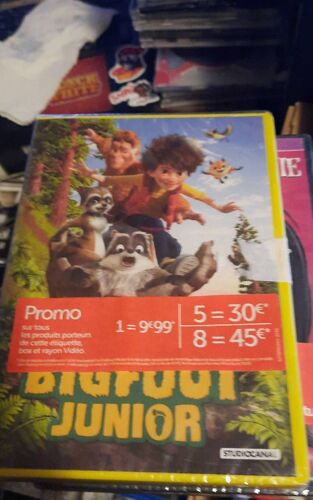 Promo
sur tous
les produits porteurs
de cette étiquette,
box et rayon Vidéo.
1 = 9€99*
5 = 30€*
8 = 45€*
BIGFOOT
JUNIOR
STUDIOCANAL